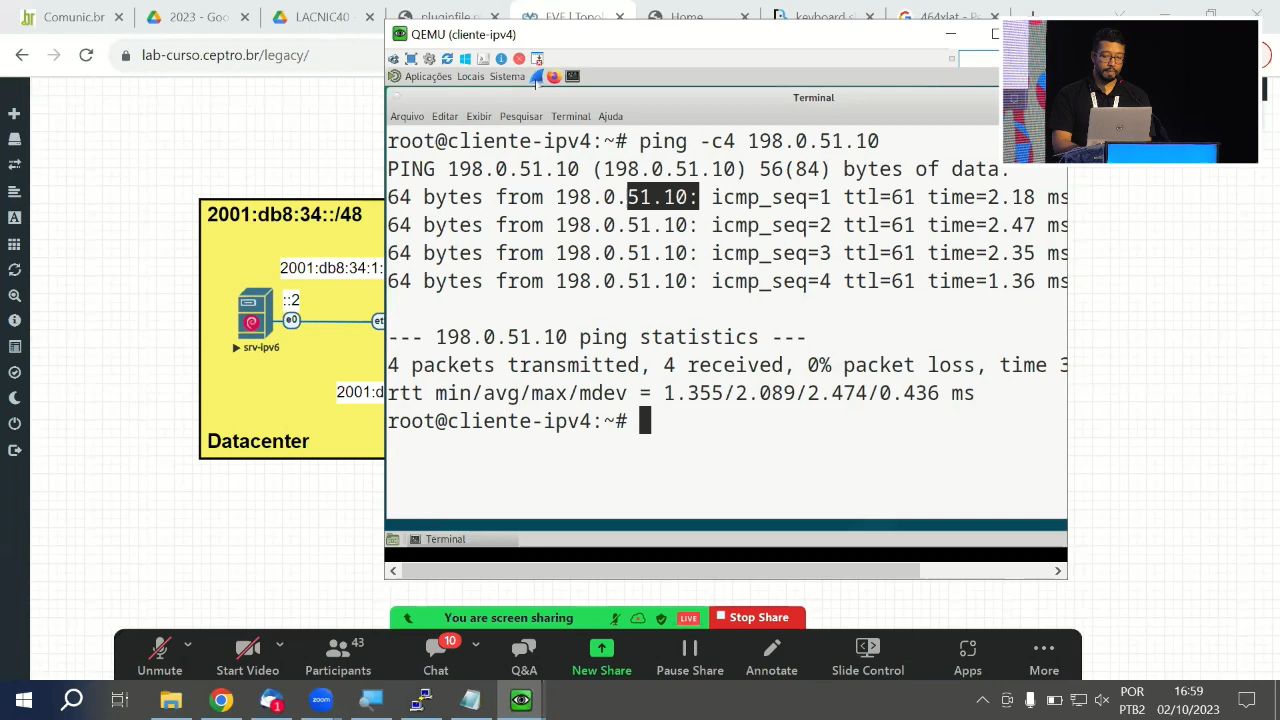 Comunic
2023 - Go
LACNIC40
pluginfile.p
EVE | Topol
Home
keyboard
464xlat - Pe
QEMU (cliente-ipv4)
Aplicações Locais Sistema
Terminal
Arquivo Editar Pesquisar Terminal Ajuda
root@cliente-ipv4:~# ping -c4 198.0.51.10
PING 198.0.51.10 (198.0.51.10) 56(84) bytes of data.
64 bytes from 198.0.51.10: icmp_seq=1 ttl=61 time=2.18 ms
64 bytes from 198.0.51.10: icmp_seq=2 ttl=61 time=2.47 ms
64 bytes from 198.0.51.10: icmp_seq=3 ttl=61 time=2.35 ms
64 bytes from 198.0.51.10: icmp_seq=4 ttl=61 time=1.36 ms
--- 198.0.51.10 ping statistics ---
4 packets transmitted, 4 received, 0% packet loss, time 3
rtt min/avg/max/mdev = 1.355/2.089/2.474/0.436 ms
root@cliente-ipv4:~#
Terminal
2001:db8:34::/48
2001:db8:34:1:
::2
e0
et
srv-ipv6
2001:d
Datacenter
You are screen sharing
LIVE
Stop Share
Unmute
Start Video
43
Participants
10
Chat
Q&A
New Share
Pause Share
Annotate
Slide Control
Apps
More
1
zoom
POR
PTB2
16:59
02/10/2023